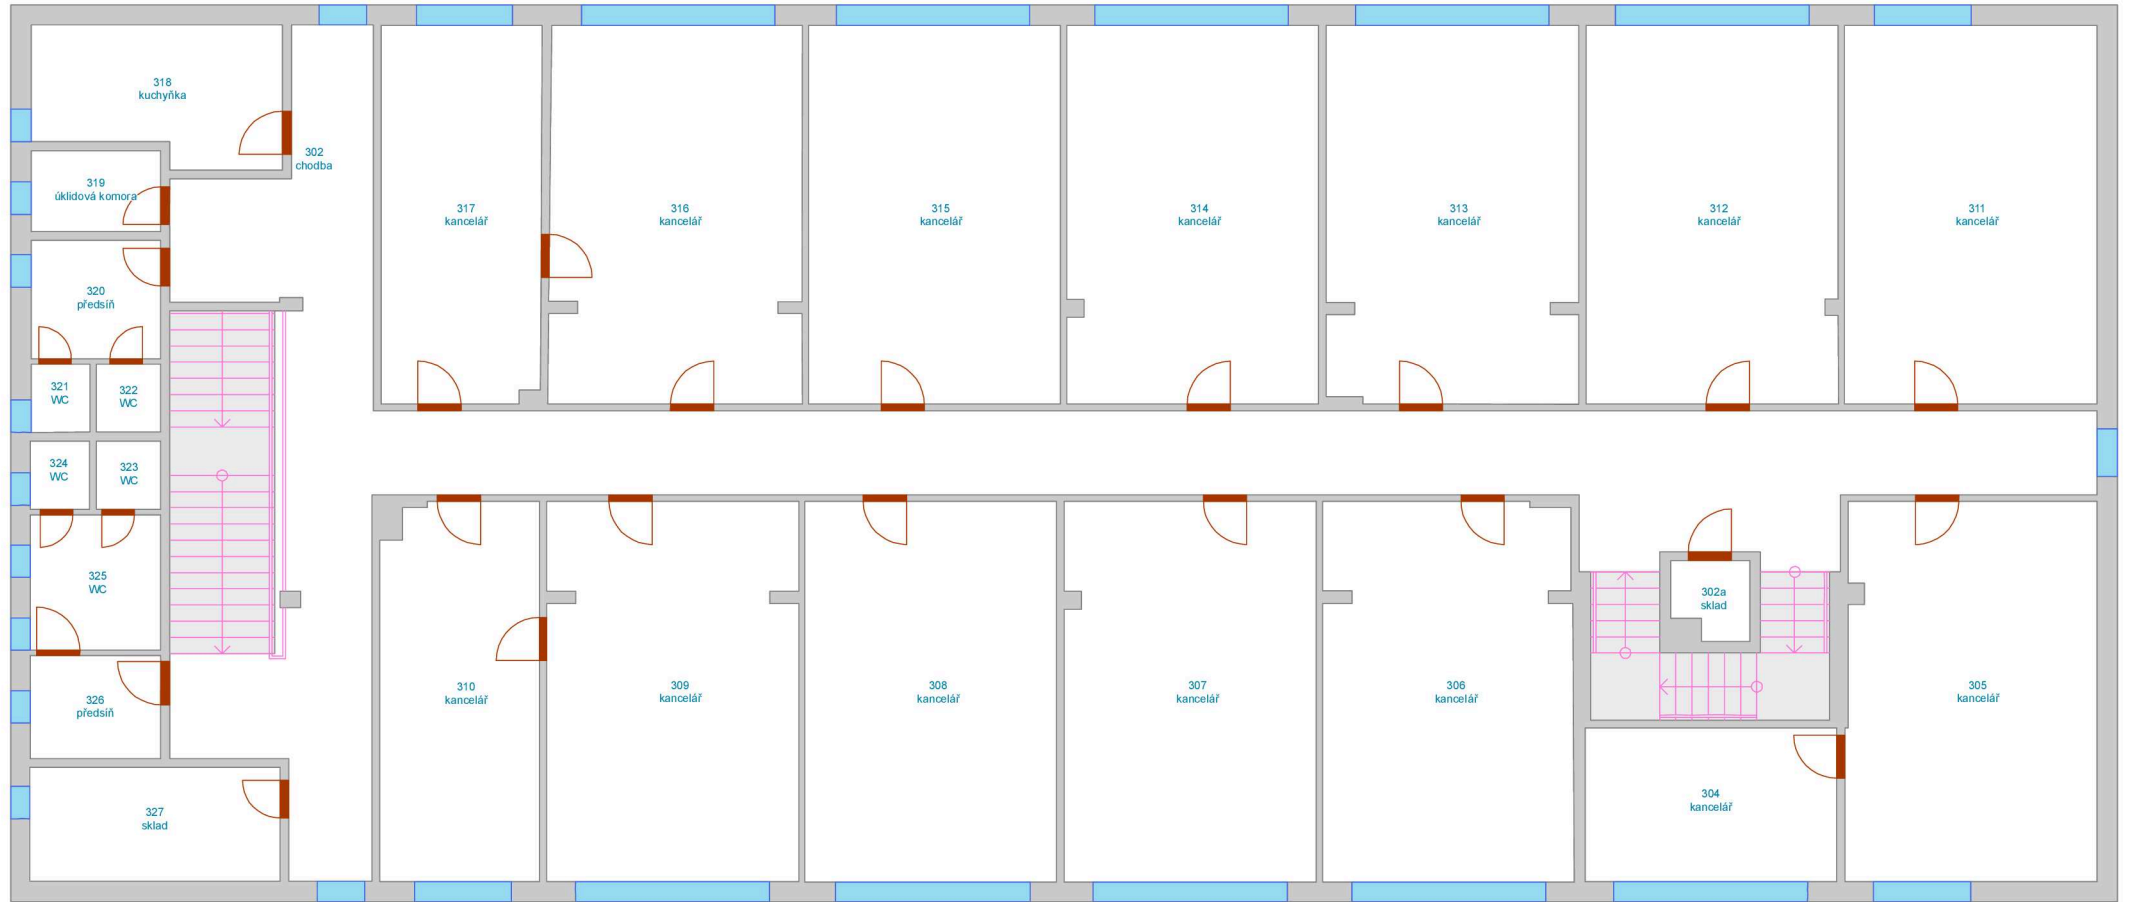 318
kuchyňka
302
chodba
319
úklidová komora
317
kancelář
316
kancelář
315
kancelář
314
kancelář
313
kancelář
312
kancelář
311
kancelář
320
předsíň
321
WC
322
WC
324
WC
323
WC
325
WC
302a
sklad
326
předsíň
310
kancelář
309
kancelář
308
kancelář
307
kancelář
306
kancelář
305
kancelář
304
kancelář
327
sklad